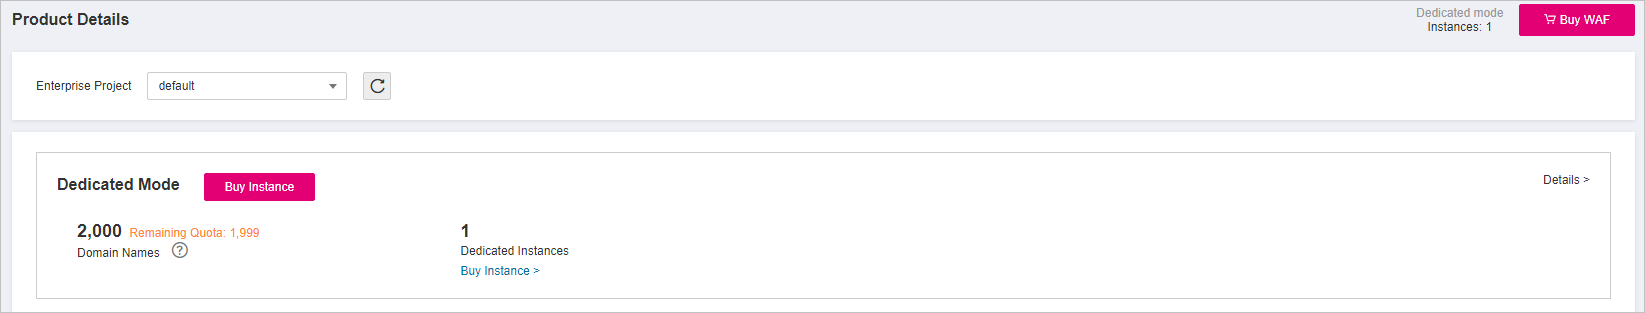 Product Details
Dedicated mode
Instances: 1
Buy WAF
Enterprise Project
default
Dedicated Mode
Buy Instance
Details >
2,000 Remaining Quota: 1,999
Domain Names ?
1
Dedicated Instances
Buy Instance >